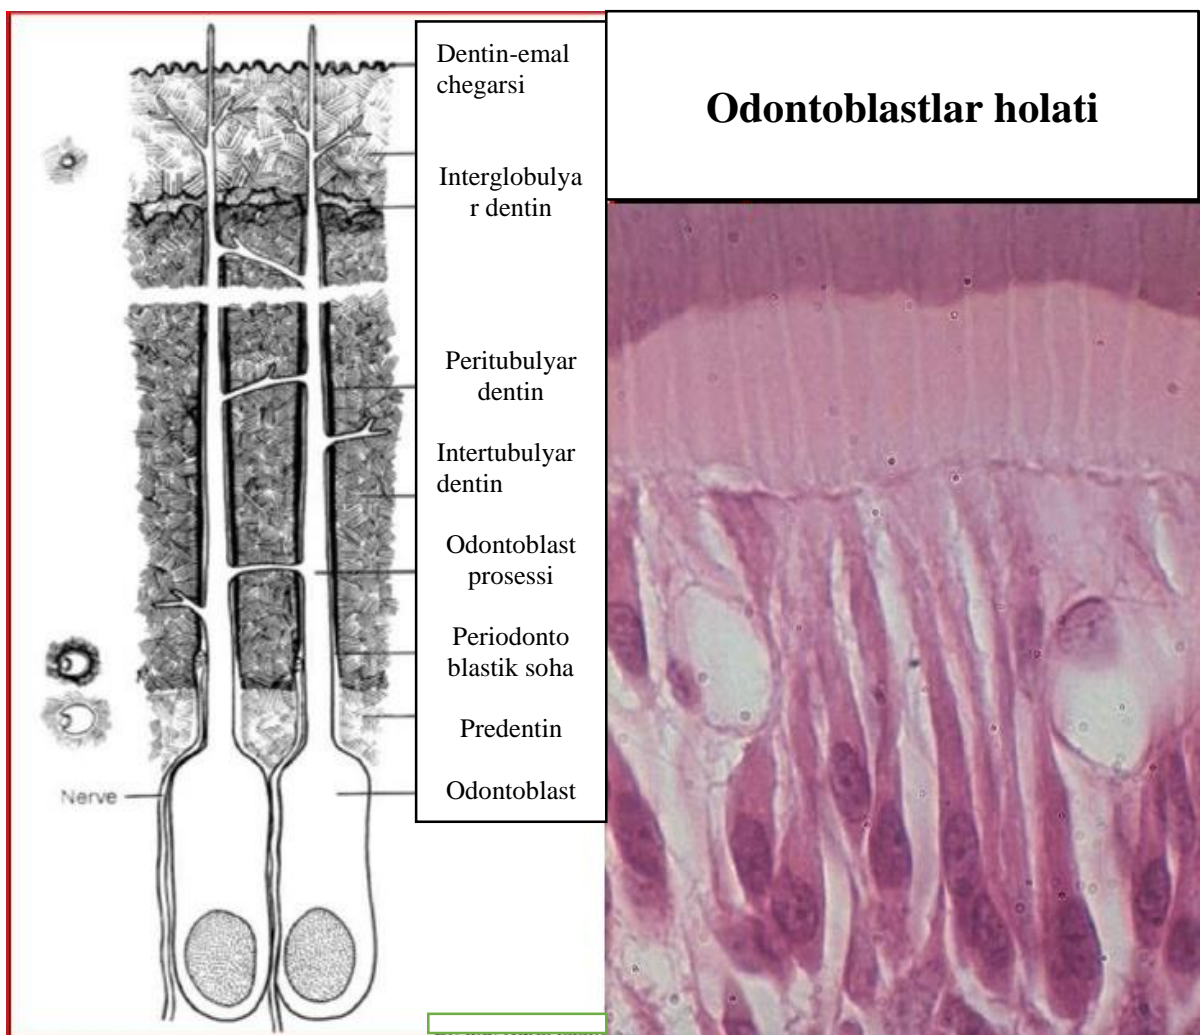 Dentin-emal
chegarsi
Interglobulya
r dentin
Peritubulyar
dentin
Intertubulyar
dentin
Odontoblast
prosessi
Periodonto
blastik soha
Predentin
Odontoblast
Nerve
Odontoblastlar holati